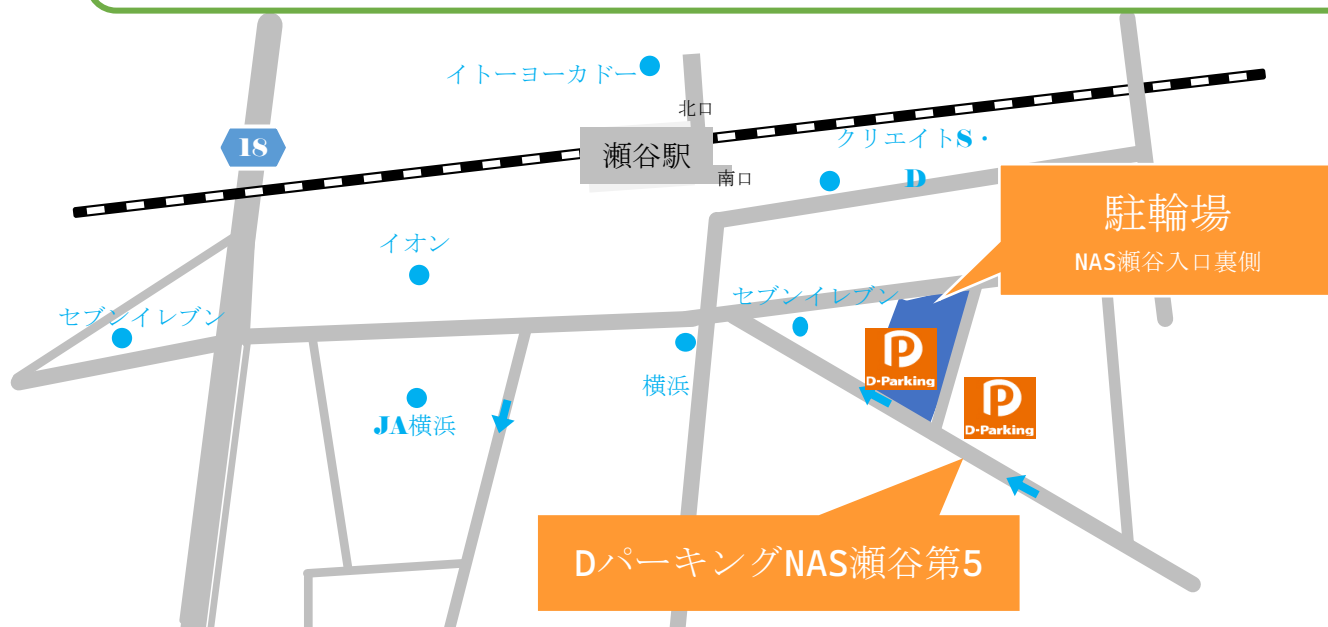 イトーヨーカドー
北口
18
瀬谷駅
クリエイトS・
D
南口
駐輪場
NAS瀬谷入口裏側
イオン
セブンイレブン
セブンイレブン
D-Parking
横浜
D-Parking
JA横浜
DパーキングNAS瀬谷第5